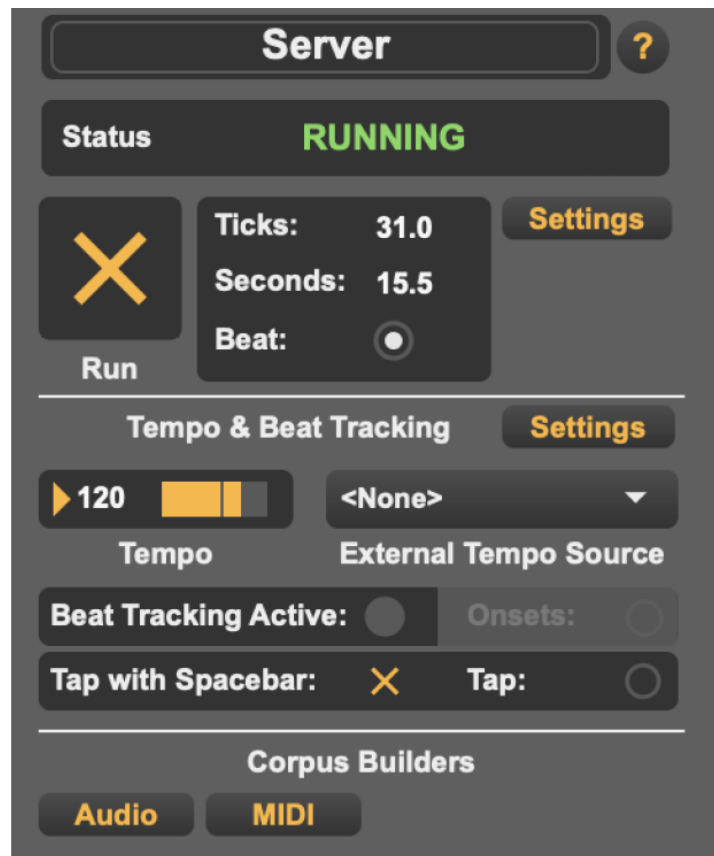 Server ?
Status RUNNING
Ticks: 31.0 Settings
Seconds: 15.5
Beat:
Run
Tempo & Beat Tracking Settings
120 <None>
Tempo External Tempo Source
Beat Tracking Active: Onsets:
Tap with Spacebar: Tap:
Corpus Builders
Audio MIDI